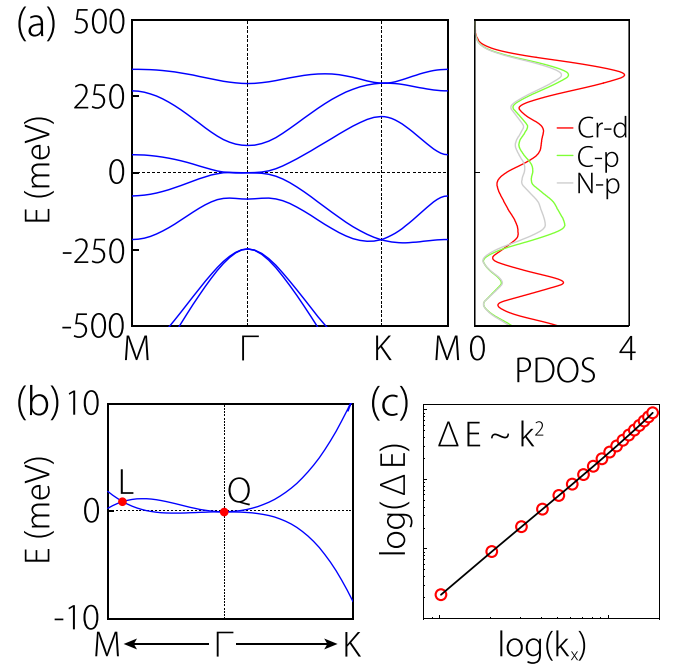 (a)
500
250
0
-250
-500
E (meV)
M Γ K M
Cr-d
C-p
N-p
0 4
PDOS
(b)
10
0
-10
E (meV)
L
Q
M Γ K
(c)
ΔE ~ k²
log(ΔE)
log(kₓ)